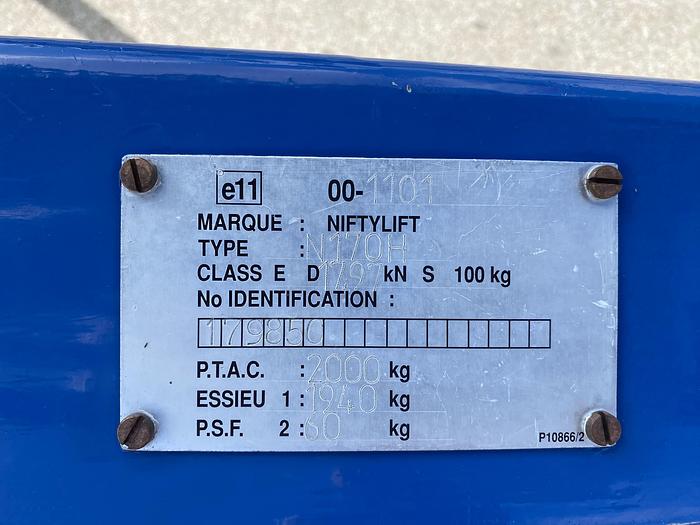 e11 00-1101
MARQUE : NIFTYLIFT
TYPE : N170H
CLASS E D 17.97 kN S 100 kg
No IDENTIFICATION :
179850
P.T.A.C. : 2000 kg
ESSIEU 1 : 1940 kg
P.S.F. 2 : 60 kg
P10866/2